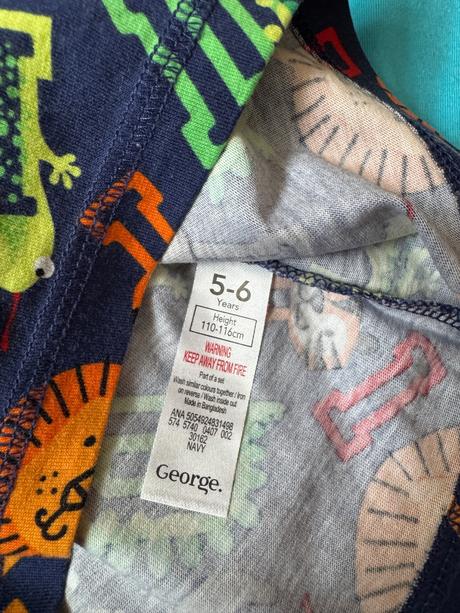 5-6
Years
Height
110-116cm
WARNING
KEEP AWAY FROM FIRE
Part of a set
Wash similar colours together / Iron
on reverse / Wash inside out
Made in Bangladesh
ANA 5054924831498
574 5740 0407 002
30162
NAVY
George.